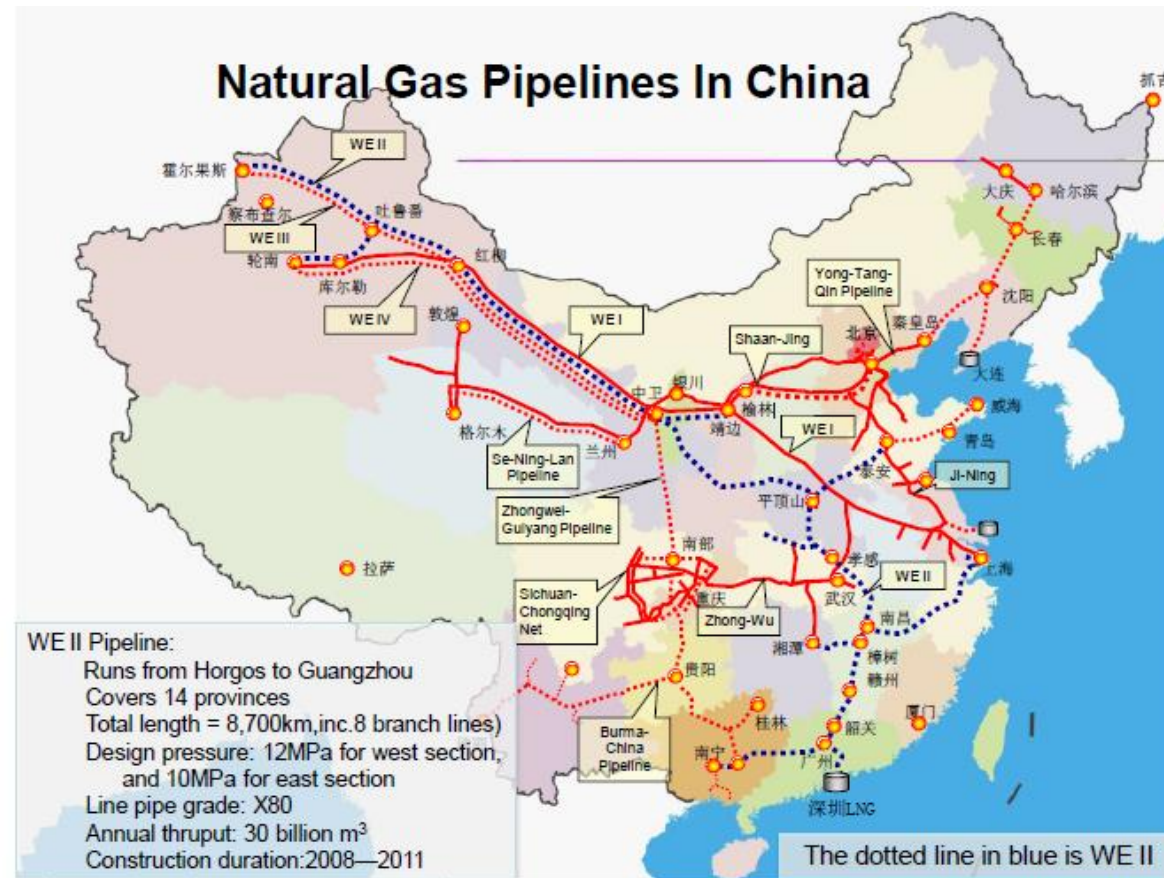 Natural Gas Pipelines In China
抓吉
WE II
霍尔果斯
大庆
哈尔滨
察布查尔
吐鲁番
WE III
长春
轮南
红柳
库尔勒
Yong-Tang-
Qin Pipeline
沈阳
WE IV
敦煌
WE I
北京
秦皇岛
Shaan-Jing
大连
中卫
银川
榆林
威海
格尔木
兰州
靖边
WE I
青岛
Se-Ning-Lan
Pipeline
泰安
JI-Ning
Zhongwei-
Guiyang Pipeline
平顶山
南部
孝感
上海
拉萨
Sichuan-
Chongqing
Net
重庆
武汉
WE II
Zhong-Wu
南昌
湘潭
樟树
贵阳
赣州
桂林
韶关
厦门
Burma-
China
Pipeline
南宁
广州
深圳LNG
WE II Pipeline:
Runs from Horgos to Guangzhou
Covers 14 provinces
Total length = 8,700km,inc.8 branch lines)
Design pressure: 12MPa for west section,
and 10MPa for east section
Line pipe grade: X80
Annual thruput: 30 billion m³
Construction duration:2008—2011
The dotted line in blue is WE II